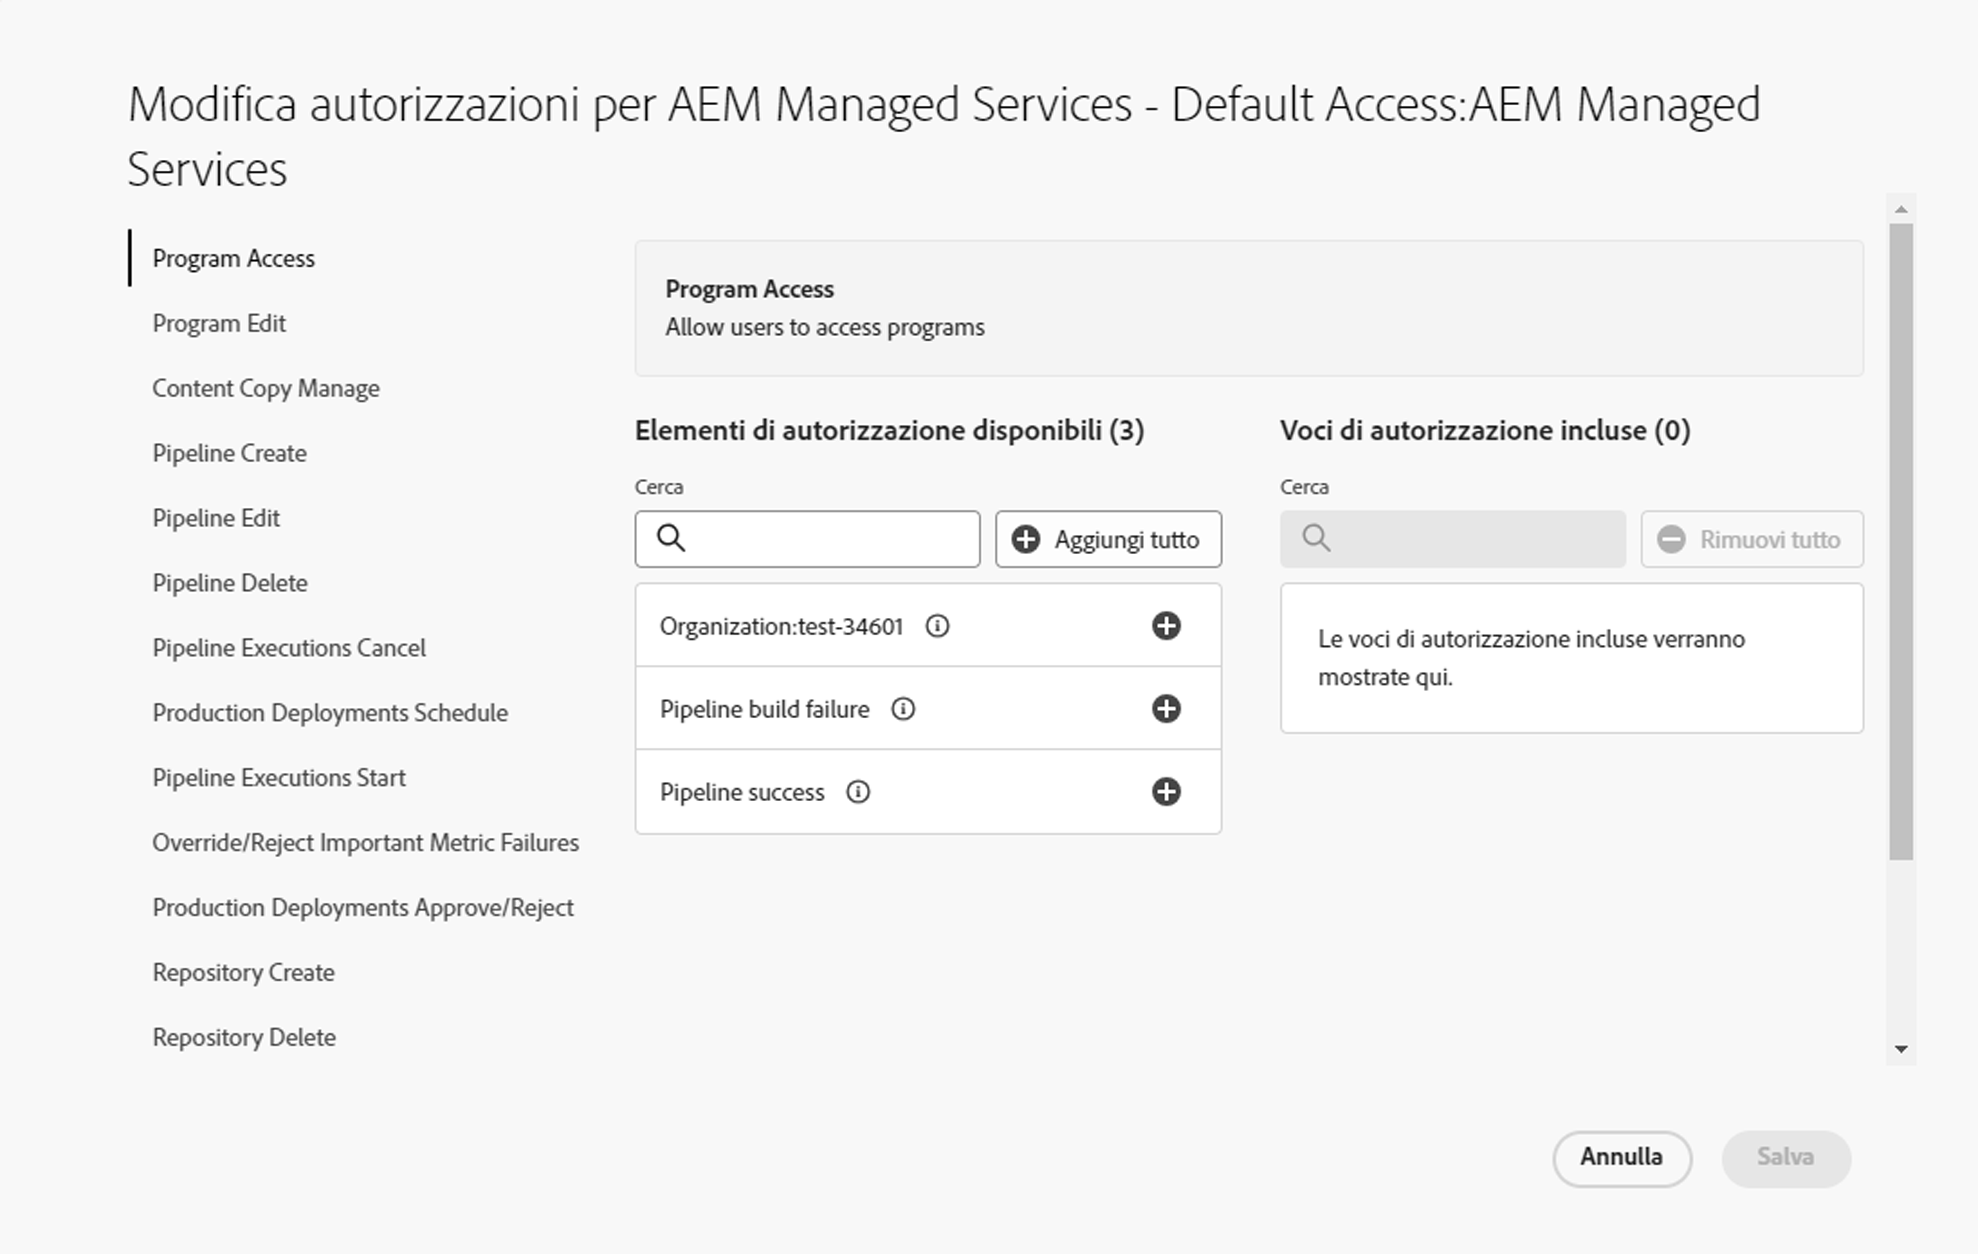 Modifica autorizzazioni per AEM Managed Services - Default Access:AEM Managed
Services
Program Access
Program Edit
Content Copy Manage
Pipeline Create
Pipeline Edit
Pipeline Delete
Pipeline Executions Cancel
Production Deployments Schedule
Pipeline Executions Start
Override/Reject Important Metric Failures
Production Deployments Approve/Reject
Repository Create
Repository Delete
Program Access
Allow users to access programs
Elementi di autorizzazione disponibili (3)
Cerca
Aggiungi tutto
Organization:test-34601
Pipeline build failure
Pipeline success
Voci di autorizzazione incluse (0)
Cerca
Rimuovi tutto
Le voci di autorizzazione incluse verranno
mostrate qui.
Annulla
Salva